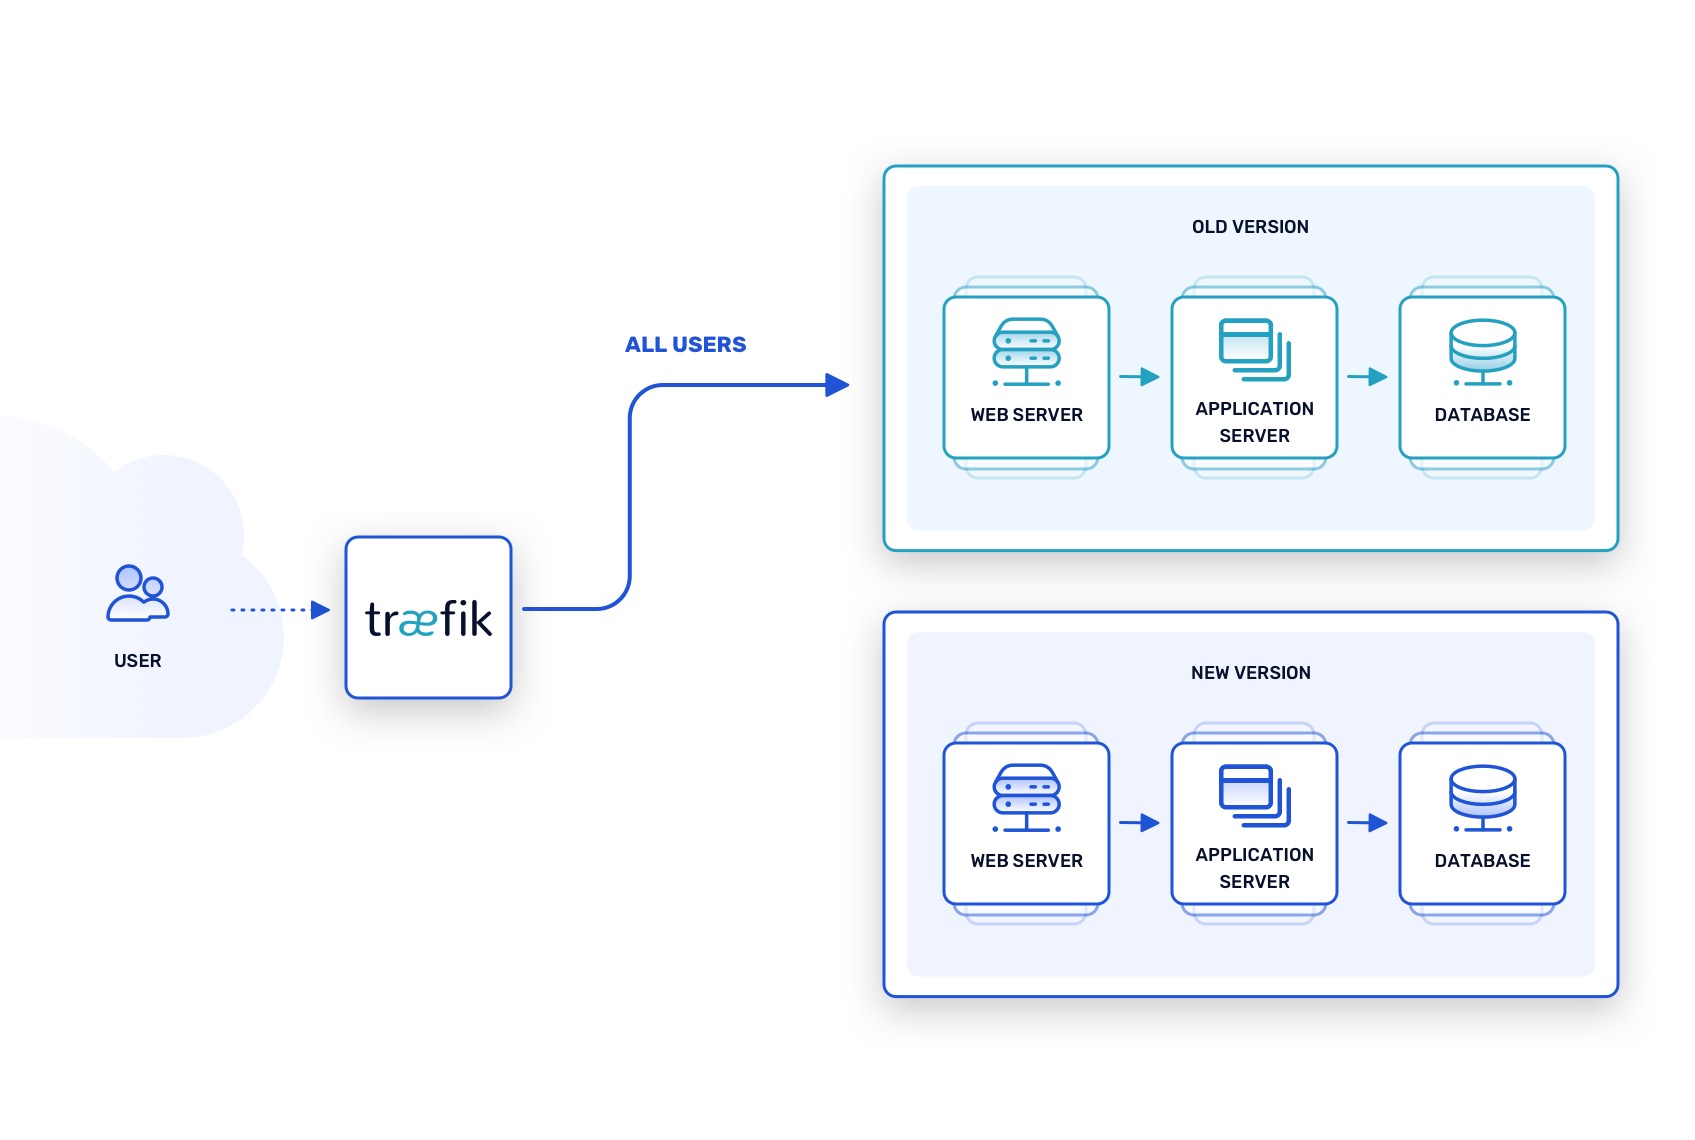 USER
træfik
ALL USERS
OLD VERSION
WEB SERVER
APPLICATION
SERVER
DATABASE
NEW VERSION
WEB SERVER
APPLICATION
SERVER
DATABASE